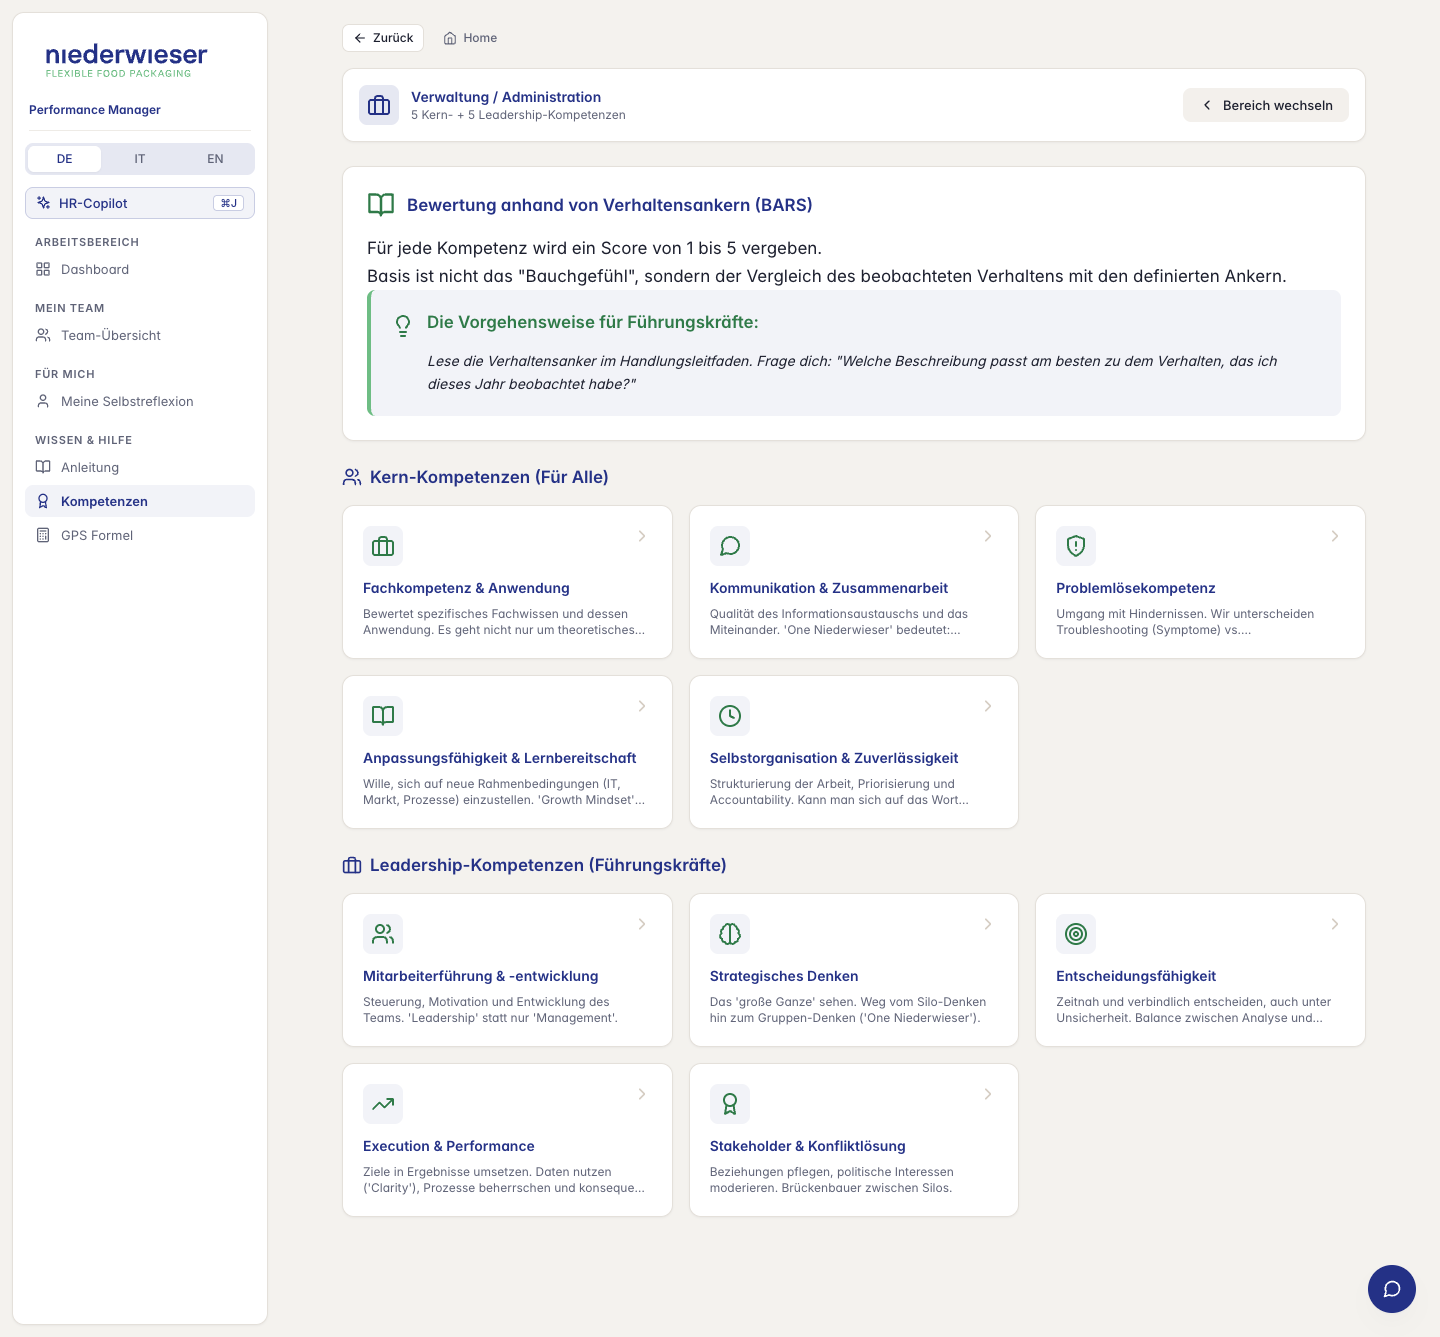 niederwieser
FLEXIBLE FOOD PACKAGING
Performance Manager
DE IT EN
HR-Copilot ⌘J
ARBEITSBEREICH
Dashboard
MEIN TEAM
Team-Übersicht
FÜR MICH
Meine Selbstreflexion
WISSEN & HILFE
Anleitung
Kompetenzen
GPS Formel
Zurück Home
Verwaltung / Administration
5 Kern- + 5 Leadership-Kompetenzen
Bereich wechseln
Bewertung anhand von Verhaltensankern (BARS)
Für jede Kompetenz wird ein Score von 1 bis 5 vergeben.
Basis ist nicht das "Bauchgefühl", sondern der Vergleich des beobachteten Verhaltens mit den definierten Ankern.
Die Vorgehensweise für Führungskräfte:
Lese die Verhaltensanker im Handlungsleitfaden. Frage dich: "Welche Beschreibung passt am besten zu dem Verhalten, das ich
dieses Jahr beobachtet habe?"
Kern-Kompetenzen (Für Alle)
Fachkompetenz & Anwendung
Bewertet spezifisches Fachwissen und dessen
Anwendung. Es geht nicht nur um theoretisches...
Kommunikation & Zusammenarbeit
Qualität des Informationsaustauschs und das
Miteinander. 'One Niederwieser' bedeutet:...
Problemlösekompetenz
Umgang mit Hindernissen. Wir unterscheiden
Troubleshooting (Symptome) vs....
Anpassungsfähigkeit & Lernbereitschaft
Wille, sich auf neue Rahmenbedingungen (IT,
Markt, Prozesse) einzustellen. 'Growth Mindset'...
Selbstorganisation & Zuverlässigkeit
Strukturierung der Arbeit, Priorisierung und
Accountability. Kann man sich auf das Wort...
Leadership-Kompetenzen (Führungskräfte)
Mitarbeiterführung & -entwicklung
Steuerung, Motivation und Entwicklung des
Teams. 'Leadership' statt nur 'Management'.
Strategisches Denken
Das 'große Ganze' sehen. Weg vom Silo-Denken
hin zum Gruppen-Denken ('One Niederwieser').
Entscheidungsfähigkeit
Zeitnah und verbindlich entscheiden, auch unter
Unsicherheit. Balance zwischen Analyse und...
Execution & Performance
Ziele in Ergebnisse umsetzen. Daten nutzen
('Clarity'), Prozesse beherrschen und konseque...
Stakeholder & Konfliktlösung
Beziehungen pflegen, politische Interessen
moderieren. Brückenbauer zwischen Silos.